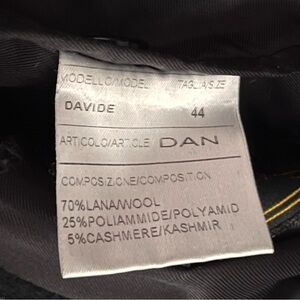 MODELLO/MODEL TAGLIA/SIZE
DAVIDE 44
ARTICOLO/ARTICLE DAN
COMPOSIZIONE/COMPOSITION
70%LANA/WOOL
25%POLIAMMIDE/POLYAMID
5%CASHMERE/KASHMIR